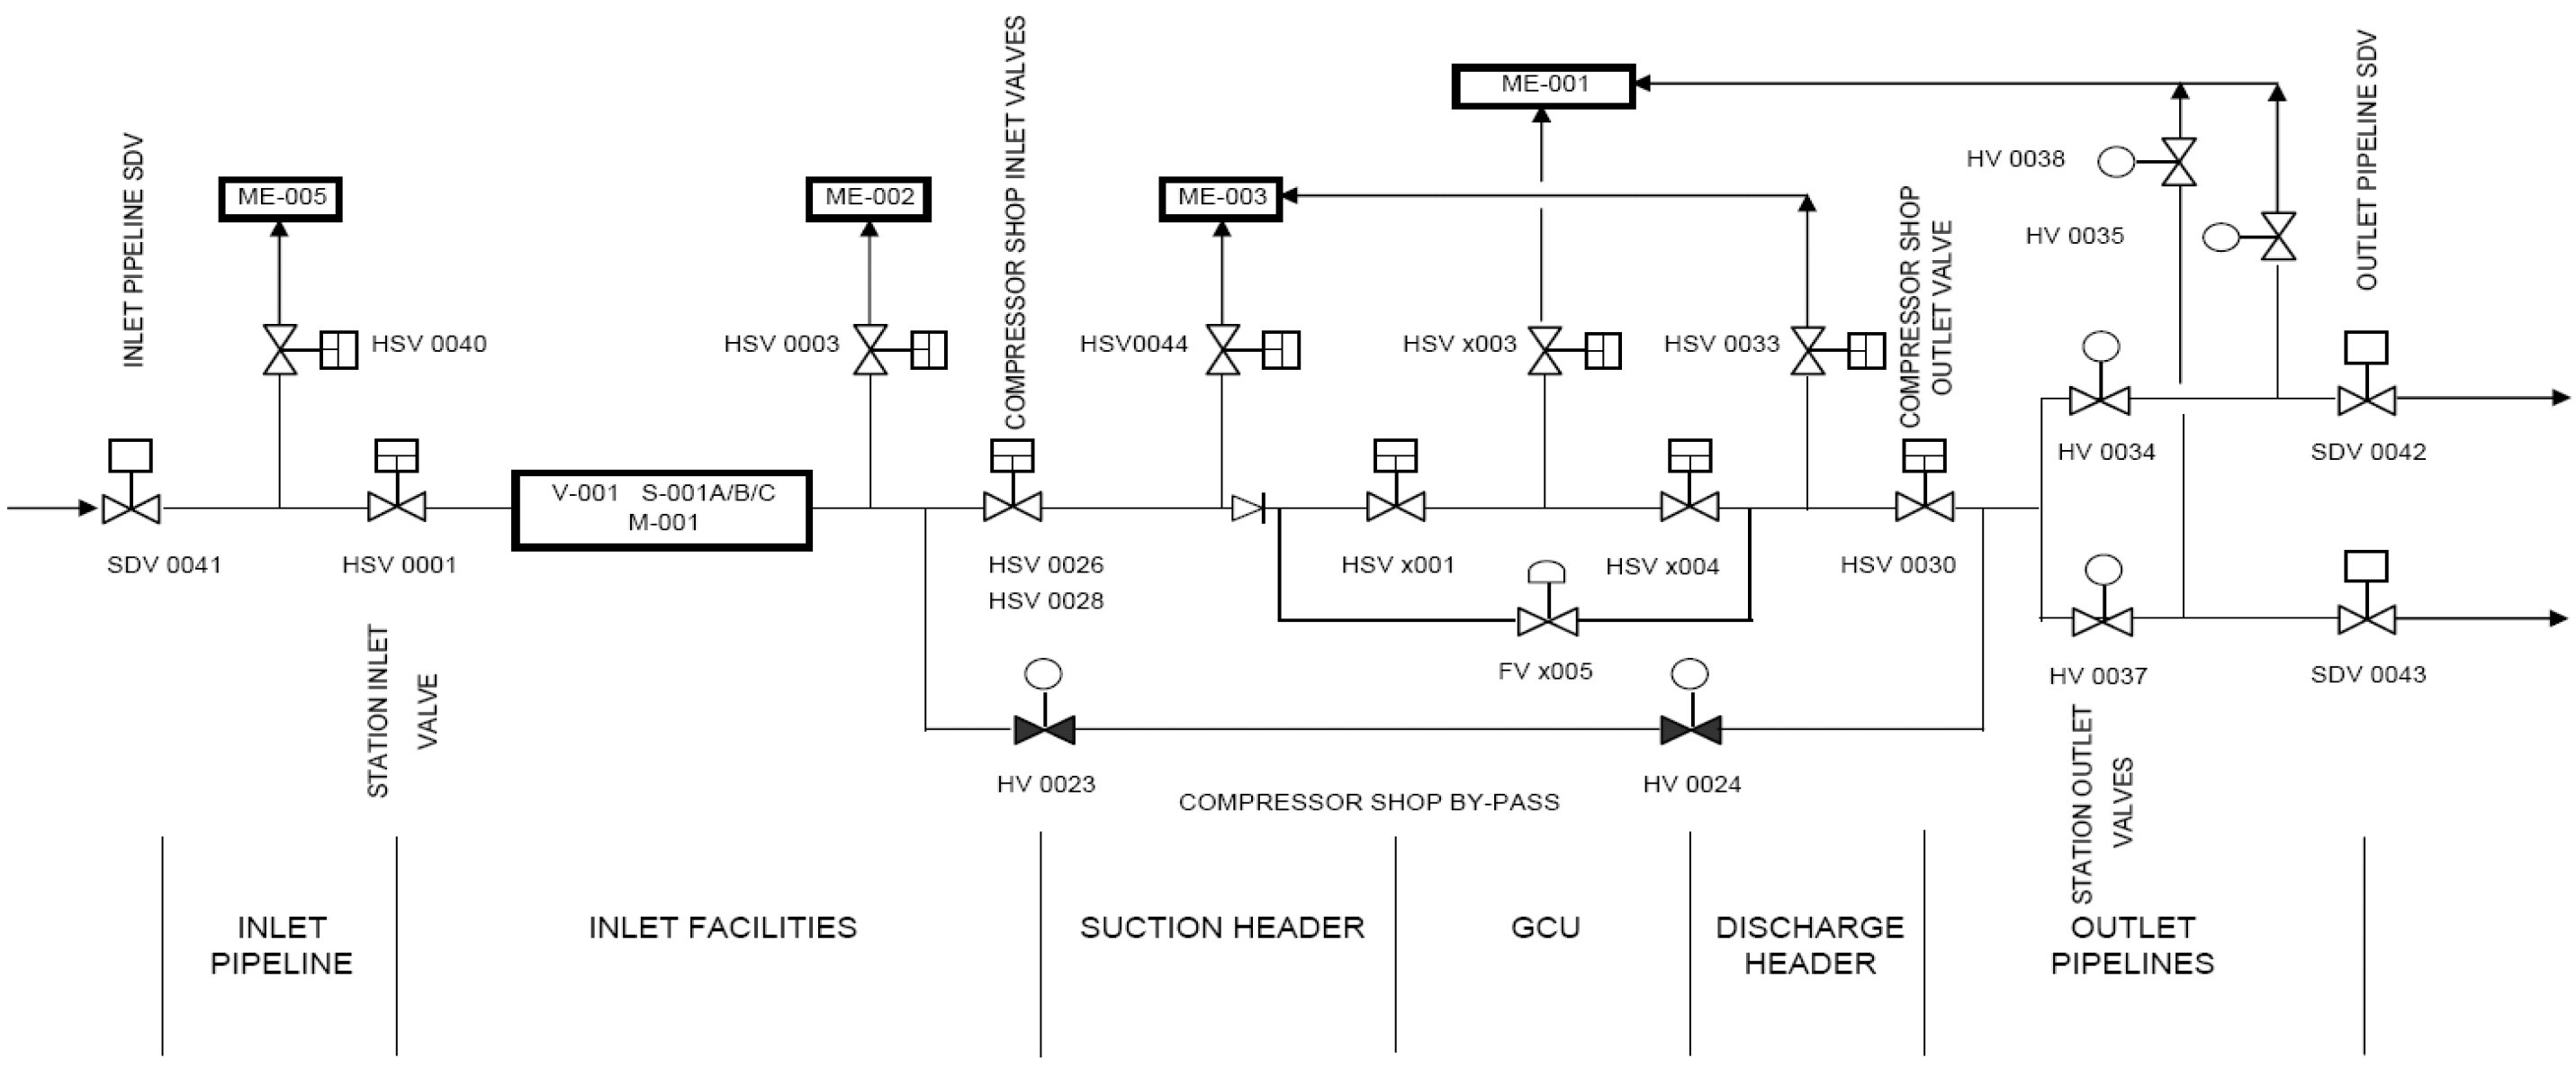 COMPRESSOR SHOP INLET VALVES
OUTLET PIPELINE SDV
ME-001
INLET PIPELINE SDV
HV 0038
ME-005
ME-002
ME-003
COMPRESSOR SHOP
OUTLET VALVE
HV 0035
HSV 0040
HSV 0003
HSV0044
HSV x003
HSV 0033
HV 0034
SDV 0042
V-001 S-001A/B/C
M-001
SDV 0041
HSV 0001
HSV 0026
HSV 0028
HSV x001
HSV x004
HSV 0030
STATION INLET
VALVE
FV x005
HV 0037
SDV 0043
HV 0023
HV 0024
COMPRESSOR SHOP BY-PASS
STATION OUTLET
VALVES
INLET
PIPELINE
INLET FACILITIES
SUCTION HEADER
GCU
DISCHARGE
HEADER
OUTLET
PIPELINES